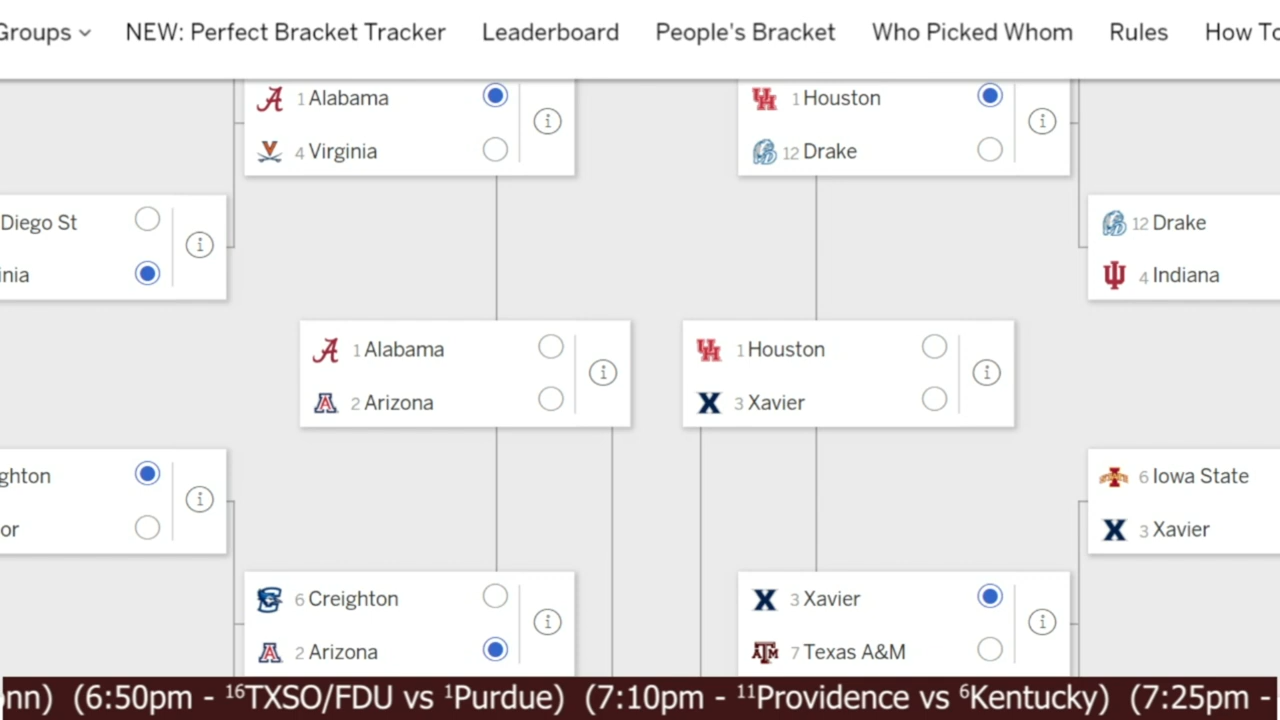 Groups NEW: Perfect Bracket Tracker Leaderboard People's Bracket Who Picked Whom Rules How To
1 Alabama
4 Virginia
1 Houston
12 Drake
Diego St
inia
12 Drake
4 Indiana
1 Alabama
2 Arizona
1 Houston
3 Xavier
ghton
or
6 Iowa State
3 Xavier
6 Creighton
2 Arizona
3 Xavier
7 Texas A&M
onn) (6:50pm - ¹⁶TXSO/FDU vs ¹Purdue) (7:10pm - ¹¹Providence vs ⁶Kentucky) (7:25pm -